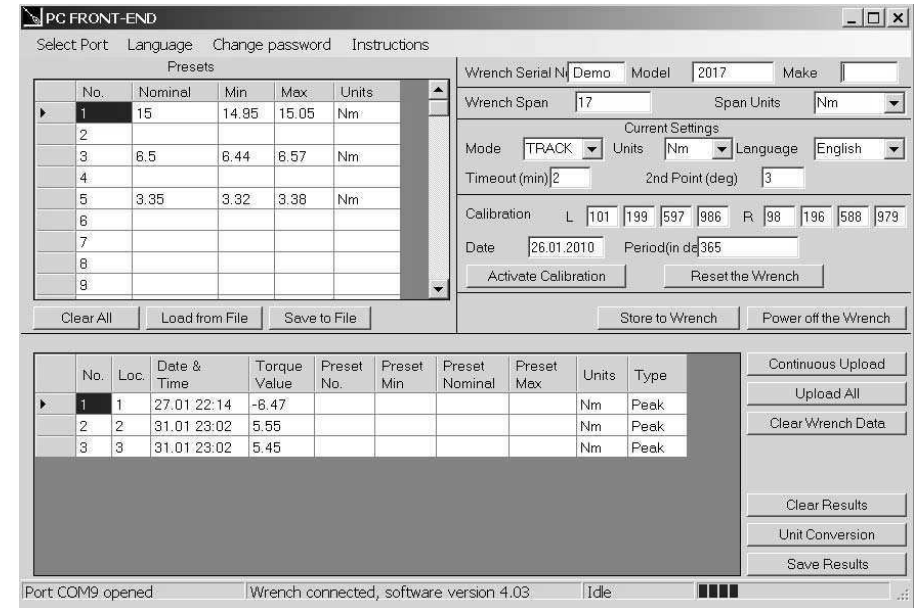 PC FRONT-END
Select Port Language Change password Instructions
Presets
No. Nominal Min Max Units
1 15 14.95 15.05 Nm
2
3 6.5 6.44 6.57 Nm
4
5 3.35 3.32 3.38 Nm
6
7
8
9
Clear All Load from File Save to File
Wrench Serial N Demo Model 2017 Make
Wrench Span 17 Span Units Nm
Current Settings
Mode TRACK Units Nm Language English
Timeout (min) 2 2nd Point (deg) 3
Calibration L 101 199 597 986 R 98 196 588 979
Date 26.01.2010 Period(in de 365
Activate Calibration Reset the Wrench
Store to Wrench Power off the Wrench
No. Loc. Date & Time Torque Value Preset No. Preset Min Preset Nominal Preset Max Units Type
1 1 27.01 22:14 -6.47 Nm Peak
2 2 31.01 23:02 5.55 Nm Peak
3 3 31.01 23:02 5.45 Nm Peak
Continuous Upload
Upload All
Clear Wrench Data
Clear Results
Unit Conversion
Save Results
Port COM9 opened Wrench connected, software version 4.03 Idle